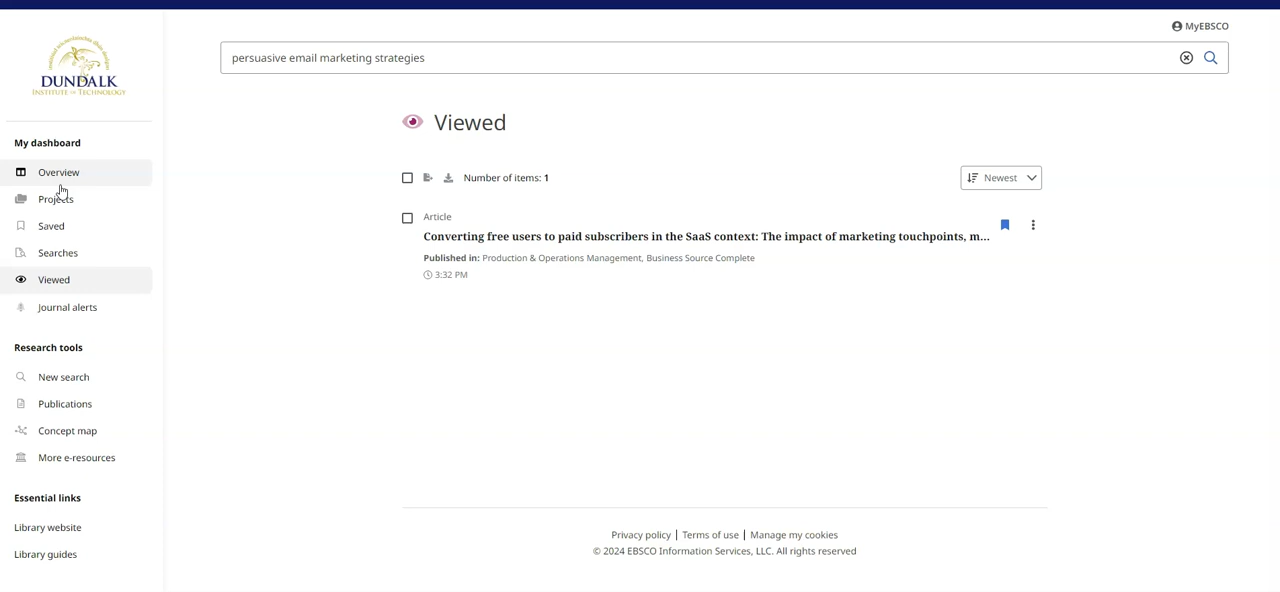 MyEBSCO
persuasive email marketing strategies
DUNDALK
INSTITUTE OF TECHNOLOGY
My dashboard
Overview
Projects
Saved
Searches
Viewed
Journal alerts
Research tools
New search
Publications
Concept map
More e-resources
Essential links
Library website
Library guides
Viewed
Number of items: 1
Newest
Article
Converting free users to paid subscribers in the SaaS context: The impact of marketing touchpoints, m...
Published in: Production & Operations Management, Business Source Complete
3:32 PM
Privacy policy | Terms of use | Manage my cookies
© 2024 EBSCO Information Services, LLC. All rights reserved